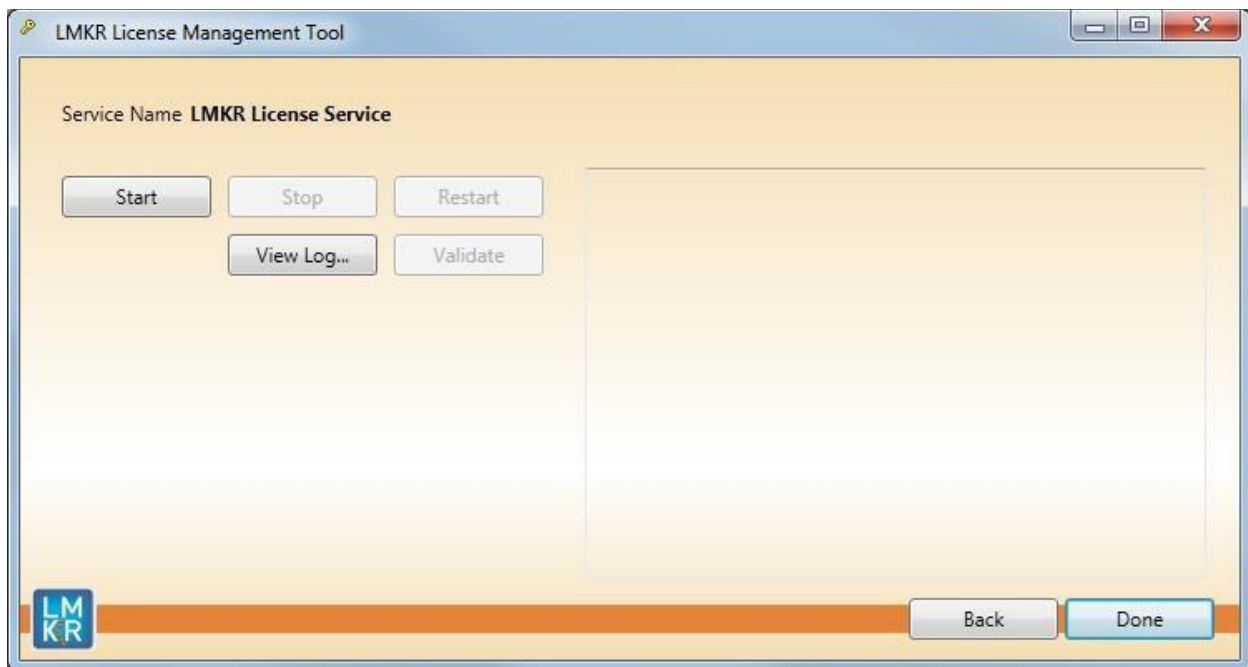 LMKR License Management Tool
Service Name LMKR License Service
Start Stop Restart
View Log... Validate
LM
KR
Back Done